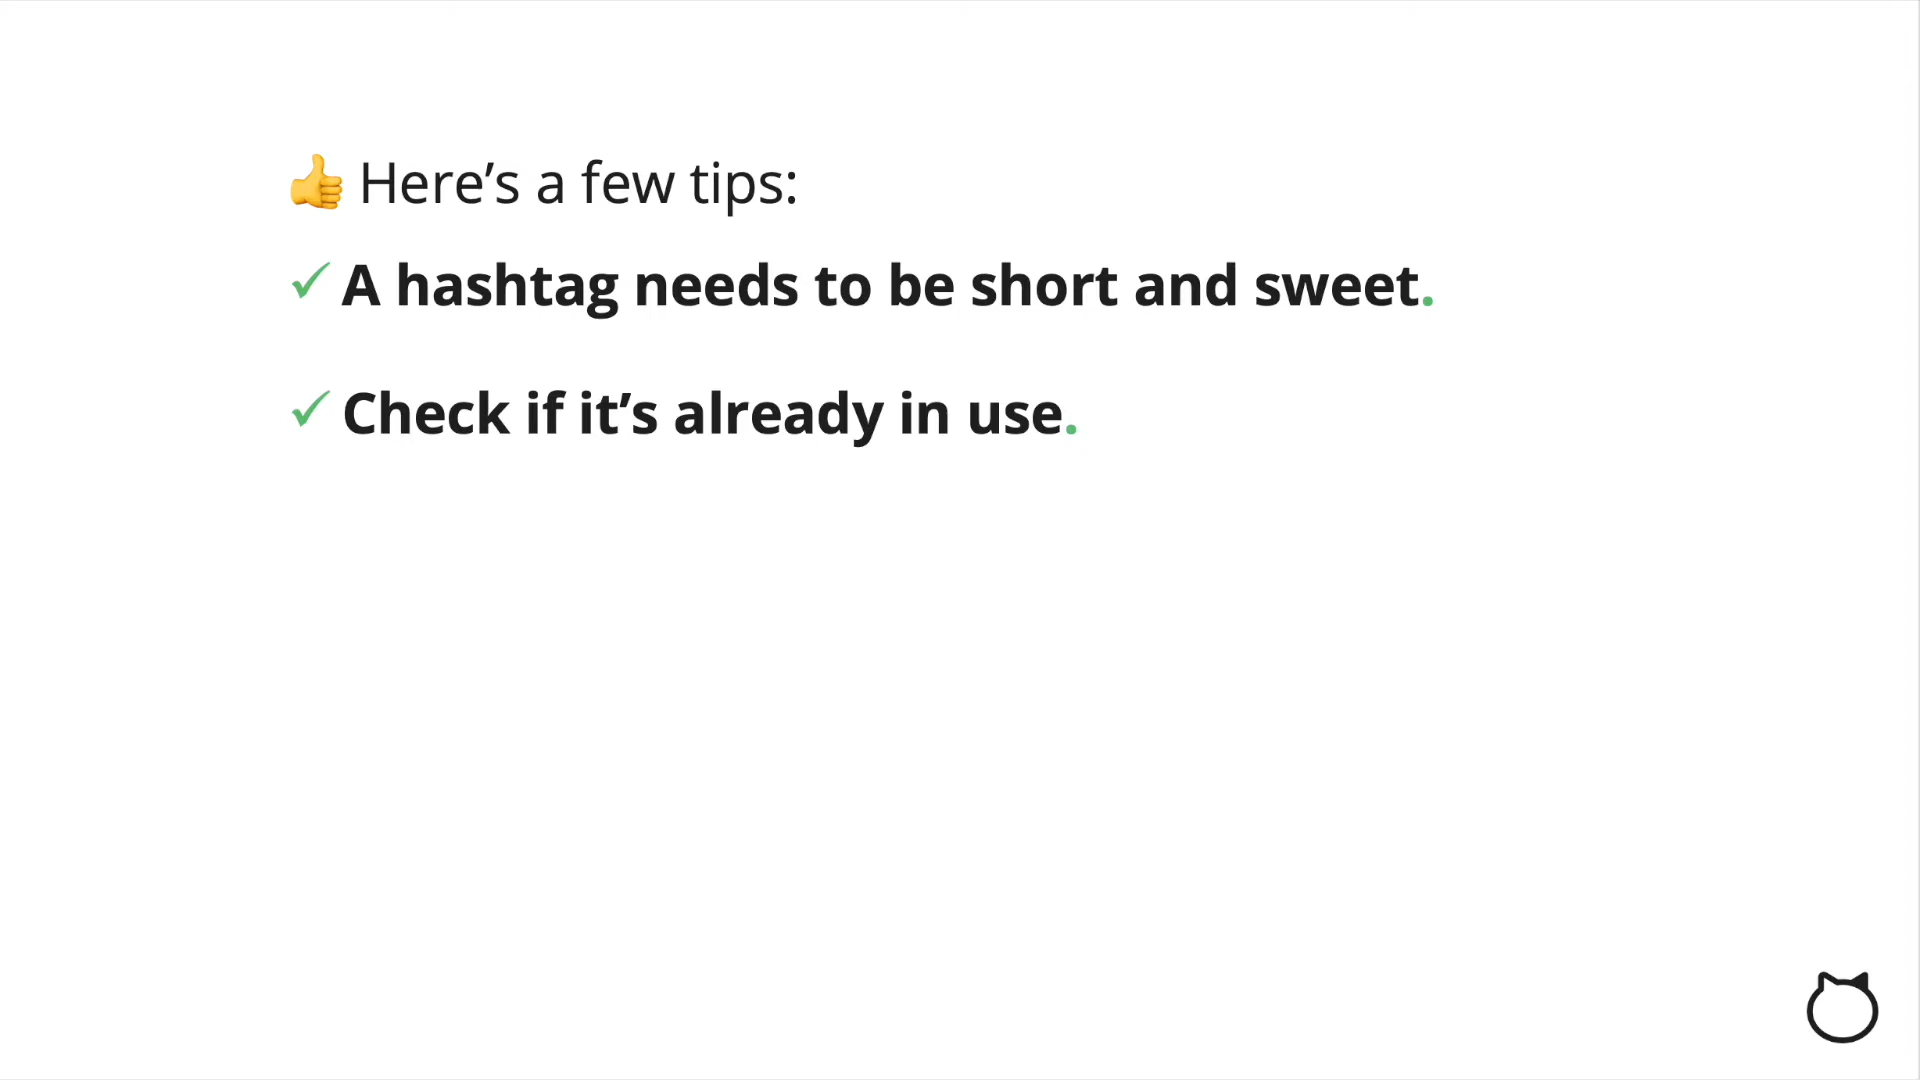 👍 Here’s a few tips:
✓ A hashtag needs to be short and sweet.
✓ Check if it’s already in use.